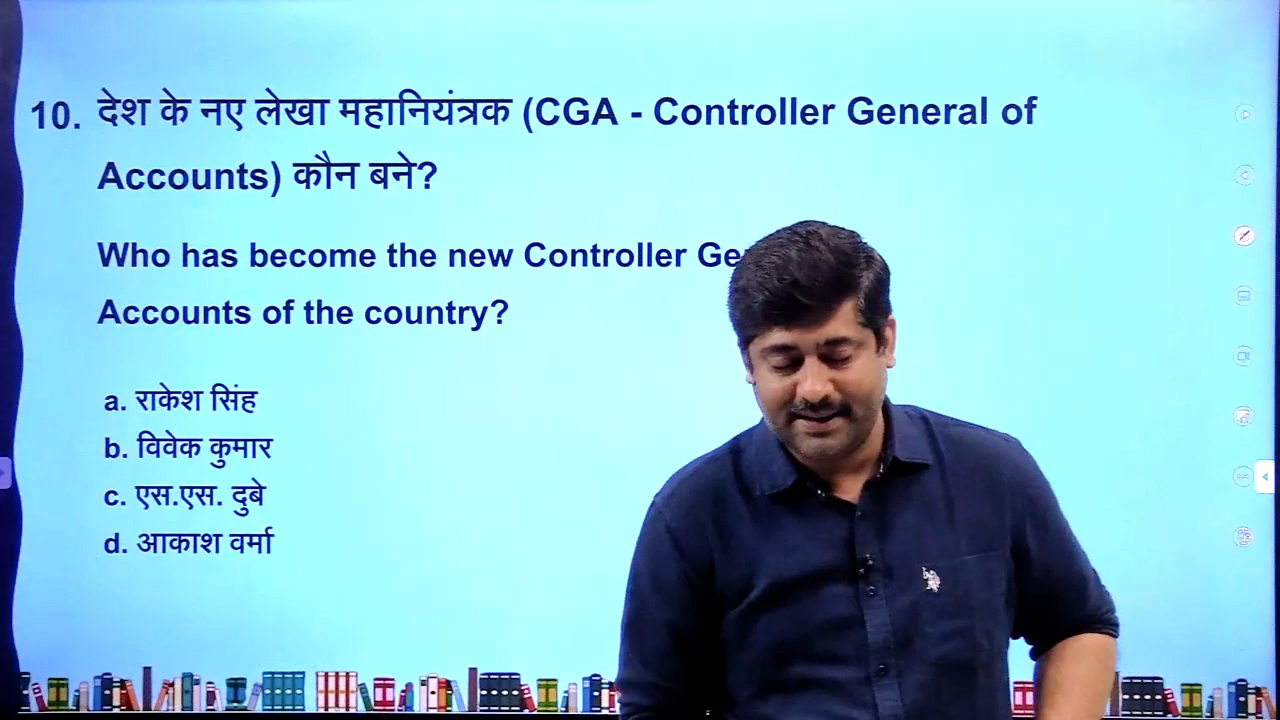 10. देश के नए लेखा महानियंत्रक (CGA - Controller General of
Accounts) कौन बने?
Who has become the new Controller
Accounts of the country?
a. राकेश सिंह
b. विवेक कुमार
c. एस.एस. दुबे
d. आकाश वर्मा